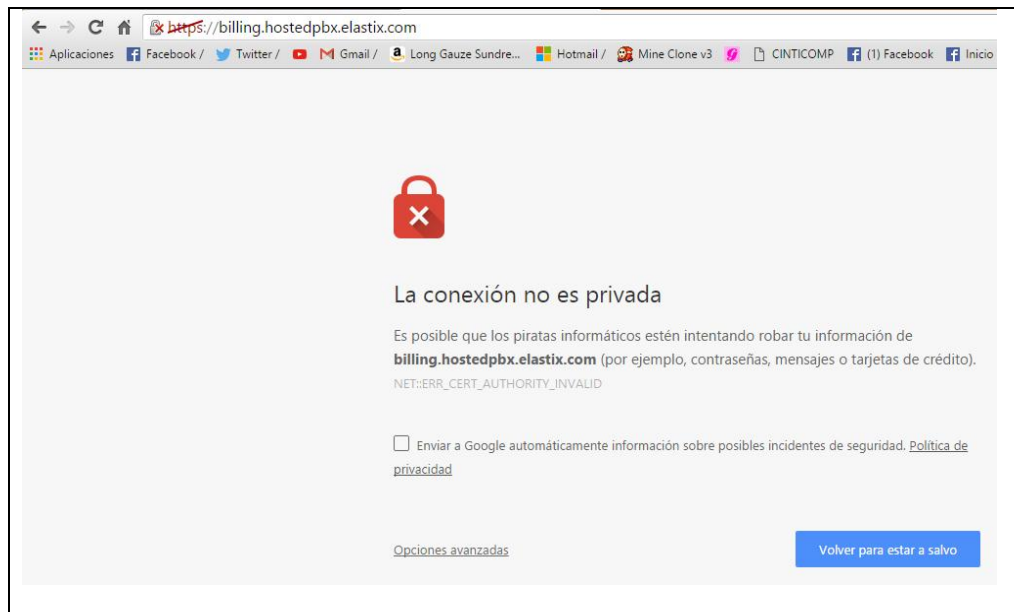 https://billing.hostedpbx.elastix.com
Aplicaciones Facebook / Twitter / Gmail / Long Gauze Sundre... Hotmail / Mine Clone v3 CINTICOMP (1) Facebook Inicio
La conexión no es privada
Es posible que los piratas informáticos estén intentando robar tu información de
billing.hostedpbx.elastix.com (por ejemplo, contraseñas, mensajes o tarjetas de crédito).
NET::ERR_CERT_AUTHORITY_INVALID
Enviar a Google automáticamente información sobre posibles incidentes de seguridad. Política de
privacidad
Opciones avanzadas Volver para estar a salvo